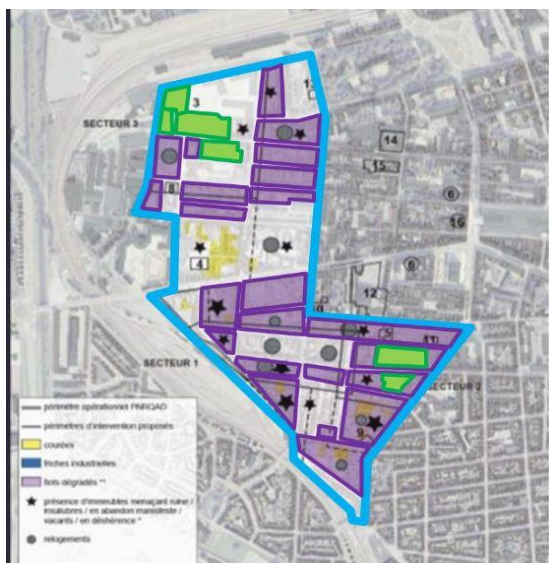 3
SECTEUR 3
14
15
8
6
16
4
6
12
11
SECTEUR 1
SECTEUR 2
9
périmètre opérationnel PNRQAD
périmètres d'intervention proposés
courées
friches industrielles
îlots dégradés **
présence d'immeubles menaçant ruine /
insalubres / en abandon manifeste /
vacants / en déshérence *
relogements